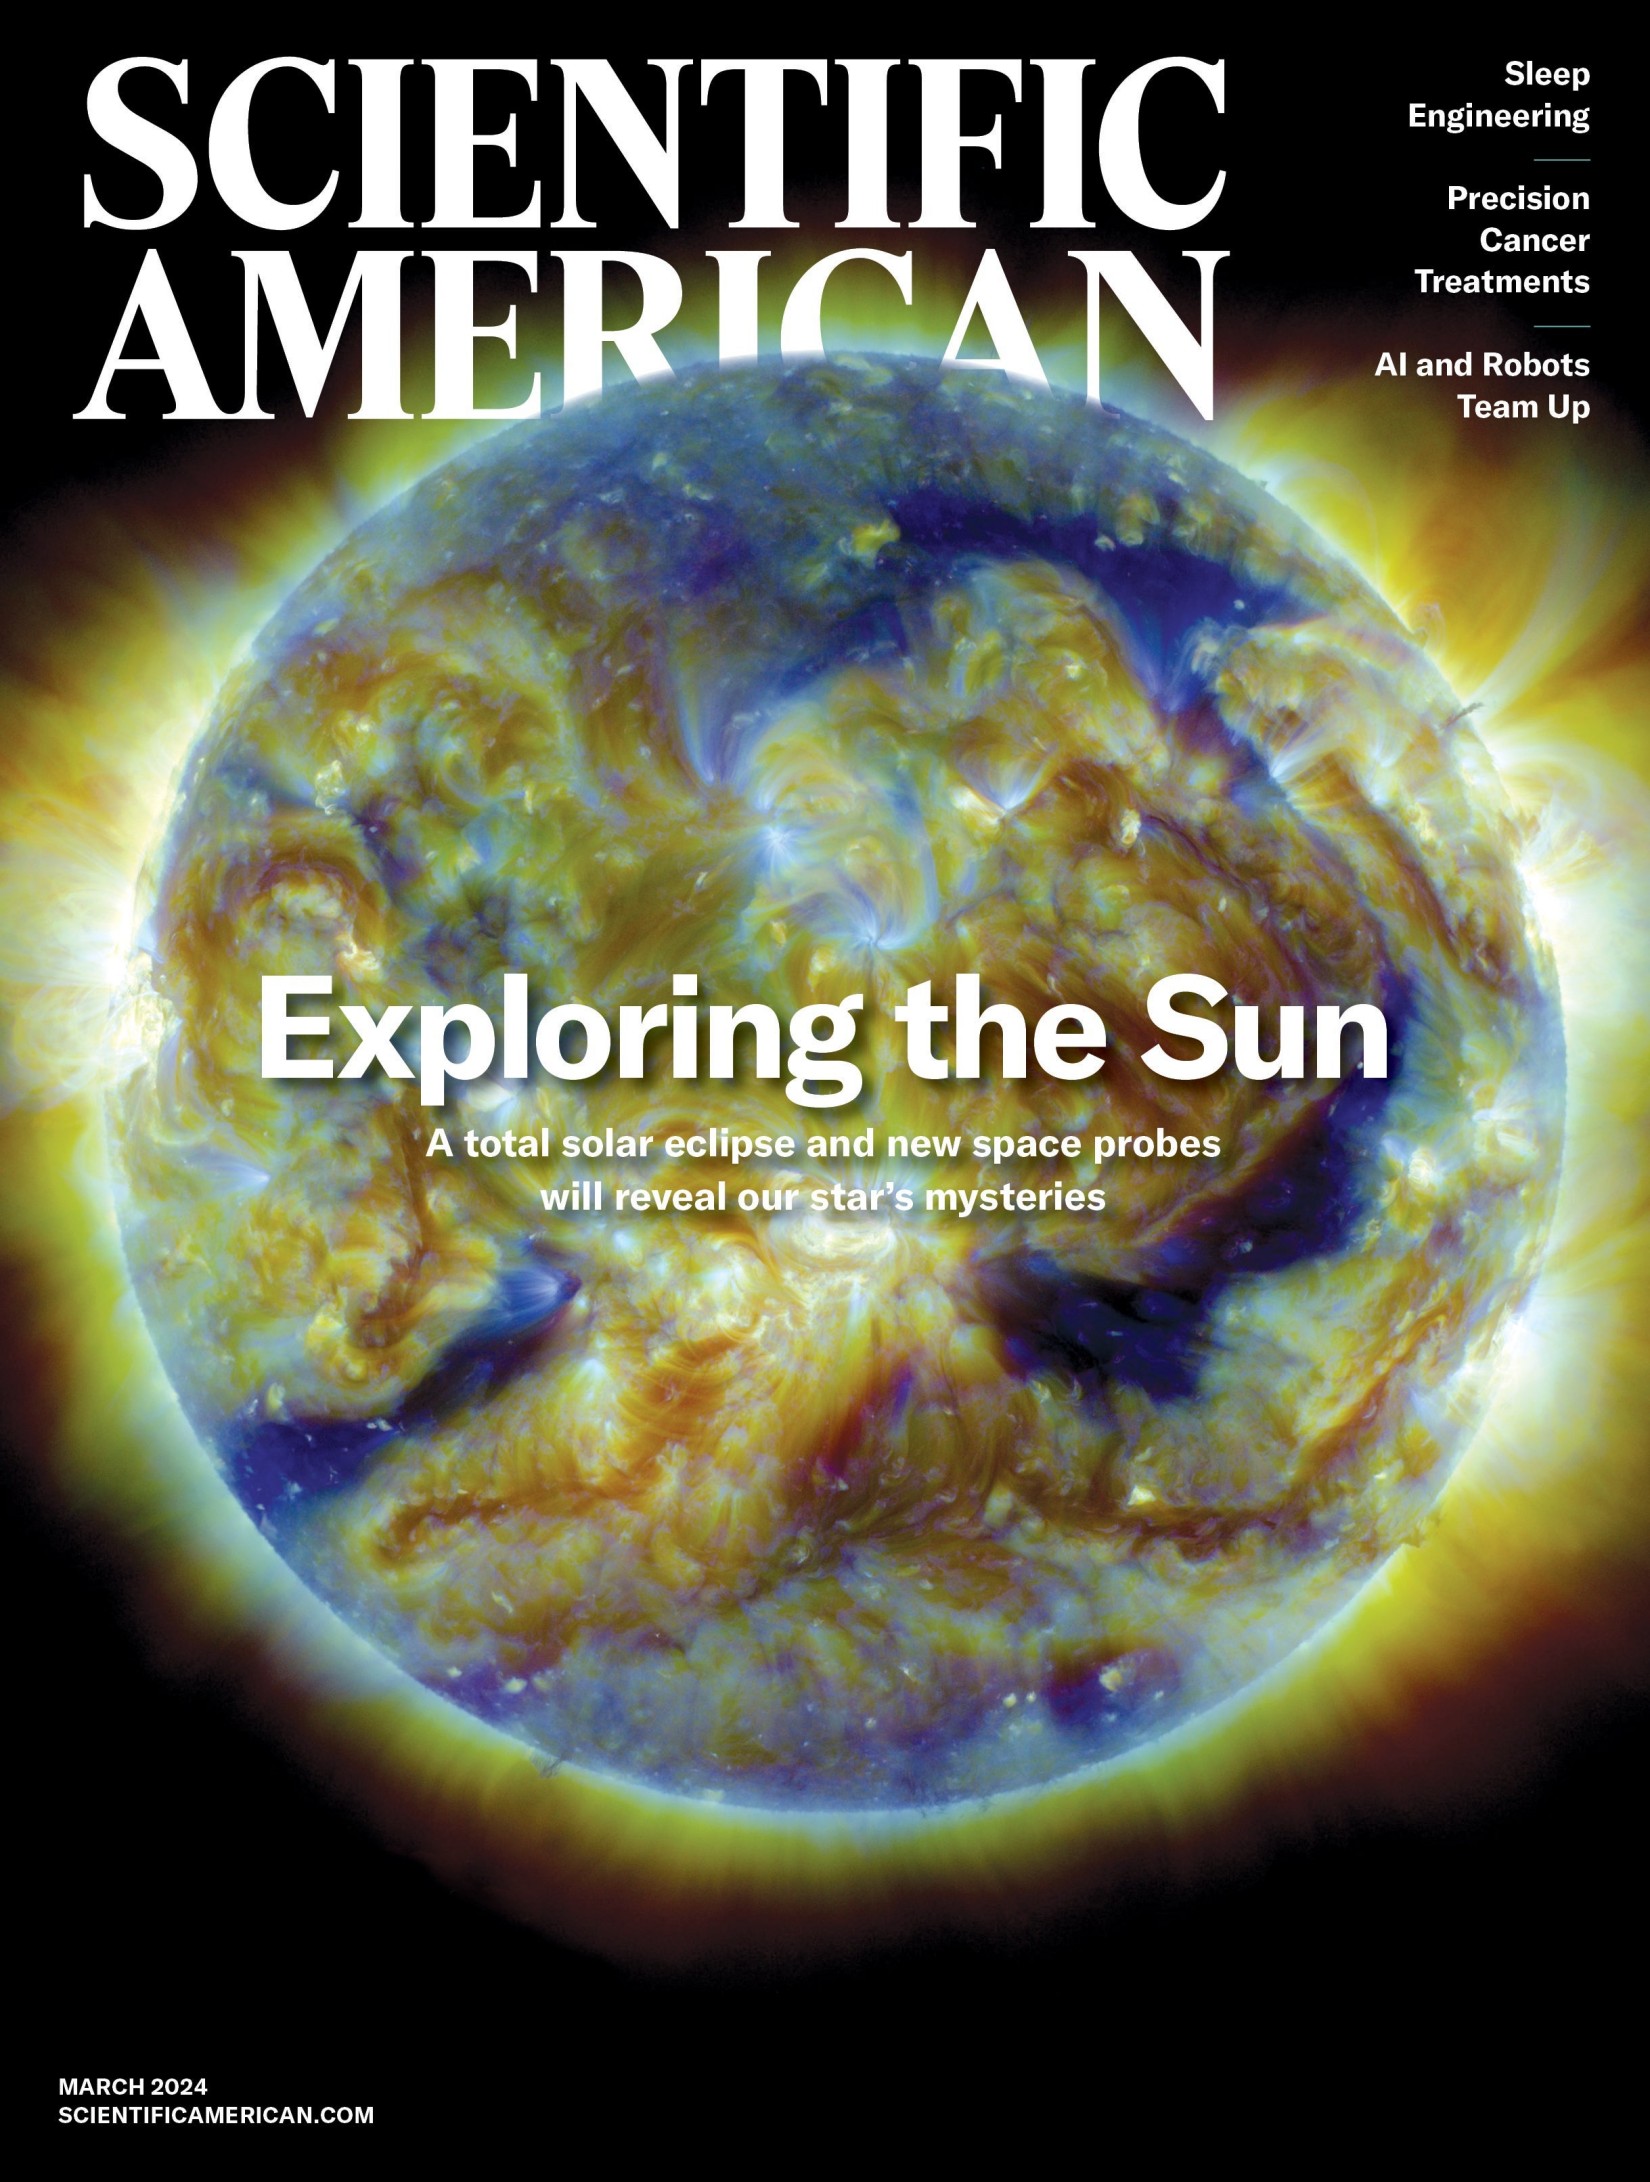 SCIENTIFIC
AMERICAN
Sleep
Engineering
Precision
Cancer
Treatments
AI and Robots
Team Up
Exploring the Sun
A total solar eclipse and new space probes
will reveal our star’s mysteries
MARCH 2024
SCIENTIFICAMERICAN.COM